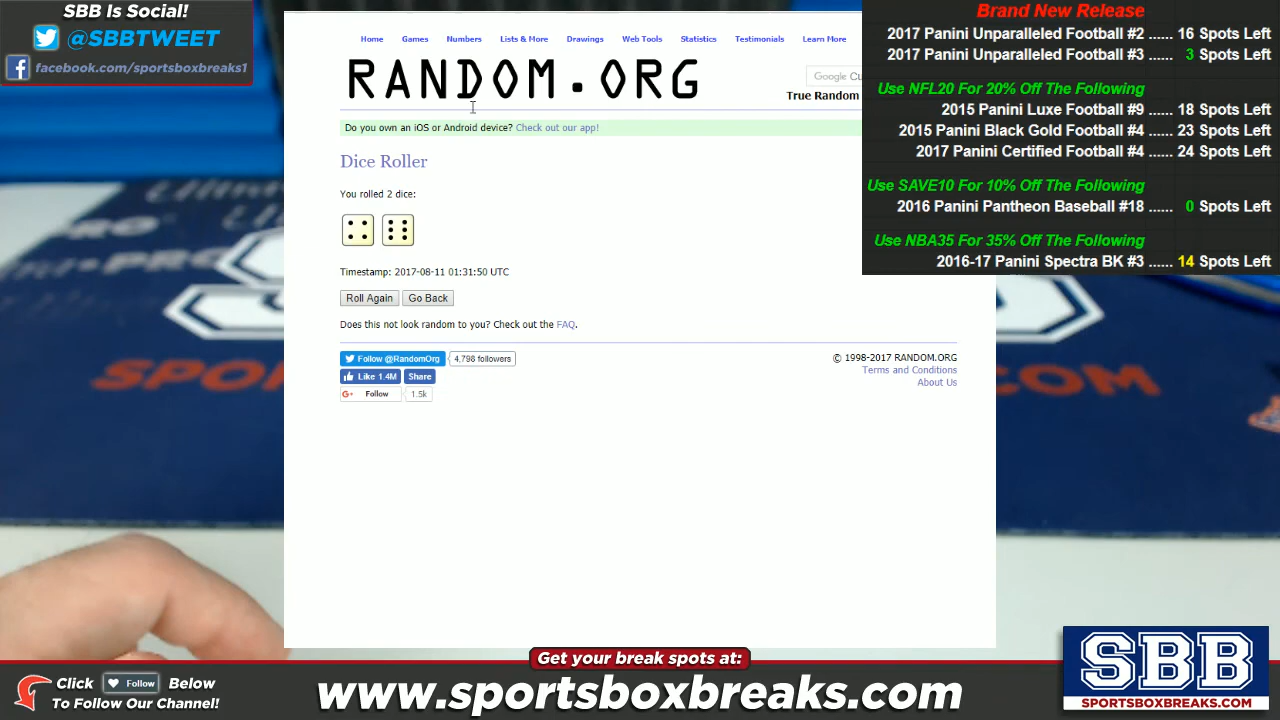 SBB Is Social!
@SBBTWEET
facebook.com/sportsboxbreaks1
Home Games Numbers Lists & More Drawings Web Tools Statistics Testimonials Learn More
RANDOM.ORG
Google Cu
True Random
Do you own an iOS or Android device? Check out our app!
Dice Roller
You rolled 2 dice:
Timestamp: 2017-08-11 01:31:50 UTC
Roll Again Go Back
Does this not look random to you? Check out the FAQ.
Follow @RandomOrg 4,798 followers
Like 1.4M Share
G+ Follow 1.5k
© 1998-2017 RANDOM.ORG
Terms and Conditions
About Us
Brand New Release
2017 Panini Unparalleled Football #2 ...... 16 Spots Left
2017 Panini Unparalleled Football #3 ...... 3 Spots Left
Use NFL20 For 20% Off The Following
2015 Panini Luxe Football #9 ...... 18 Spots Left
2015 Panini Black Gold Football #4 ...... 23 Spots Left
2017 Panini Certified Football #4 ...... 24 Spots Left
Use SAVE10 For 10% Off The Following
2016 Panini Pantheon Baseball #18 ...... 0 Spots Left
Use NBA35 For 35% Off The Following
2016-17 Panini Spectra BK #3 ...... 14 Spots Left
Get your break spots at:
www.sportsboxbreaks.com
Click Follow Below
To Follow Our Channel!
SBB
SPORTSBOXBREAKS.COM